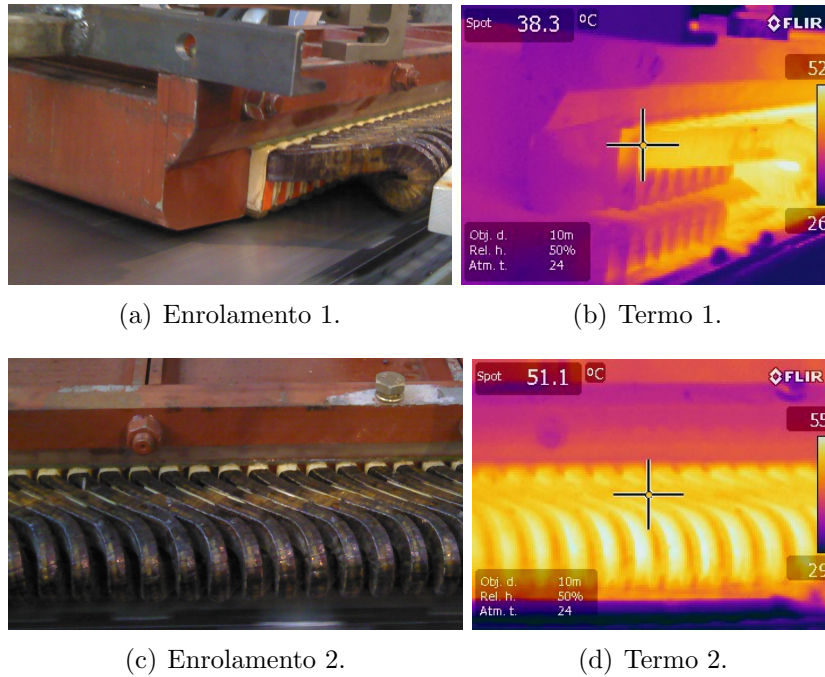 Spot 38.3 °C
FLIR
52
26
Obj. d. 10m
Rel. h. 50%
Atm. t. 24
(a) Enrolamento 1.
(b) Termo 1.
Spot 51.1 °C
FLIR
55
29
Obj. d. 10m
Rel. h. 50%
Atm. t. 24
(c) Enrolamento 2.
(d) Termo 2.